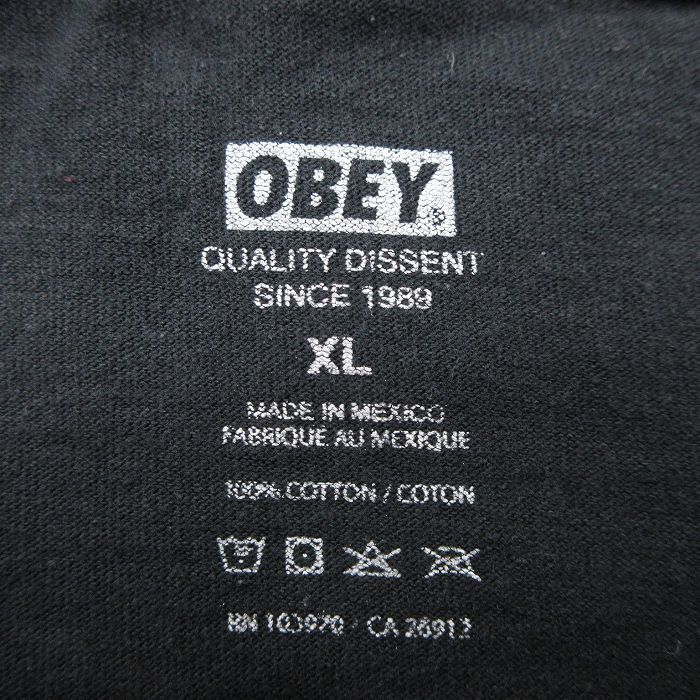 OBEY®
QUALITY DISSENT
SINCE 1989
XL
MADE IN MEXICO
FABRIQUE AU MEXIQUE
100% COTTON / COTON
RN 103970 / CA 26912